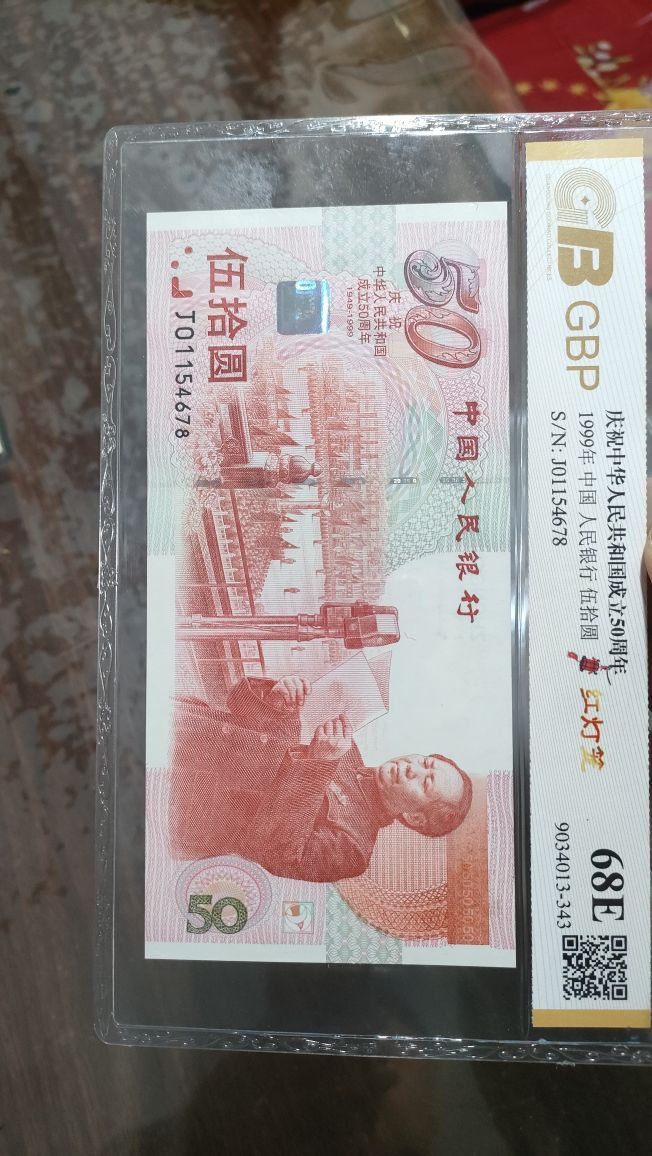 GBP
庆祝中华人民共和国成立50周年
1999年 中国人民银行 伍拾圆
S/N: J01154678
红灯笼
68E
9034013-343
50
庆祝
中华人民共和国
成立50周年
1949-1999
中国人民银行
伍拾圆
J01154678
50